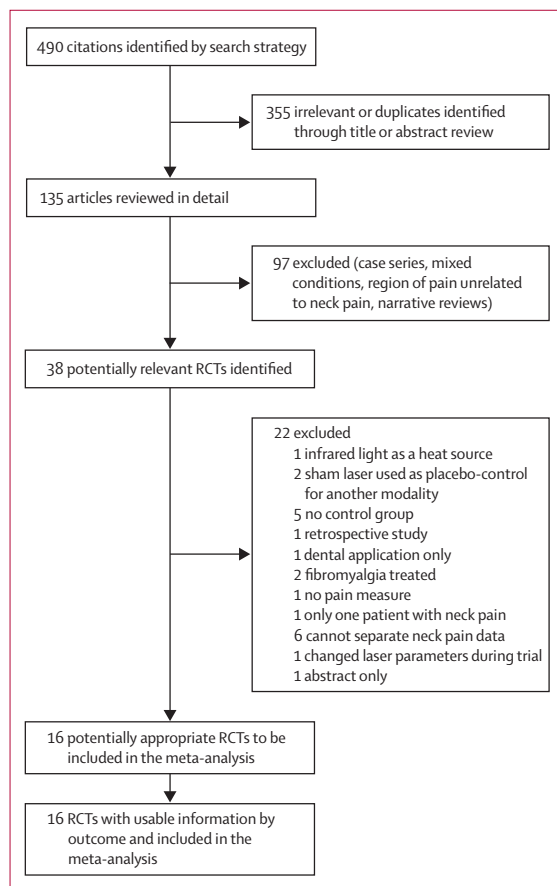 490 citations identified by search strategy
355 irrelevant or duplicates identified
through title or abstract review
135 articles reviewed in detail
97 excluded (case series, mixed
conditions, region of pain unrelated
to neck pain, narrative reviews)
38 potentially relevant RCTs identified
22 excluded
1 infrared light as a heat source
2 sham laser used as placebo-control
for another modality
5 no control group
1 retrospective study
1 dental application only
2 fibromyalgia treated
1 no pain measure
1 only one patient with neck pain
6 cannot separate neck pain data
1 changed laser parameters during trial
1 abstract only
16 potentially appropriate RCTs to be
included in the meta-analysis
16 RCTs with usable information by
outcome and included in the
meta-analysis